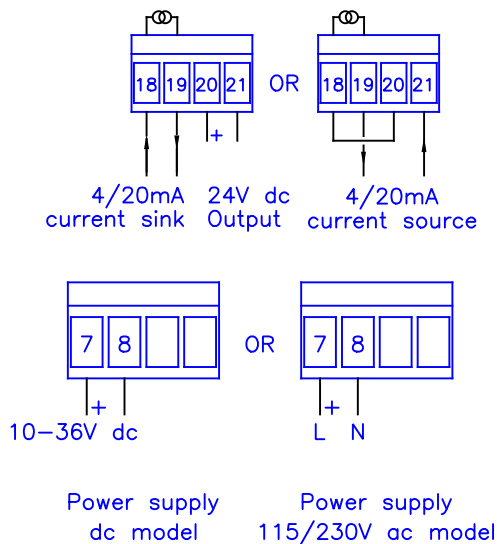 18 19 20 21 OR 18 19 20 21
+
4/20mA 24V dc 4/20mA
current sink Output current source
7 8 OR 7 8
+ +
10-36V dc L N
Power supply Power supply
dc model 115/230V ac model